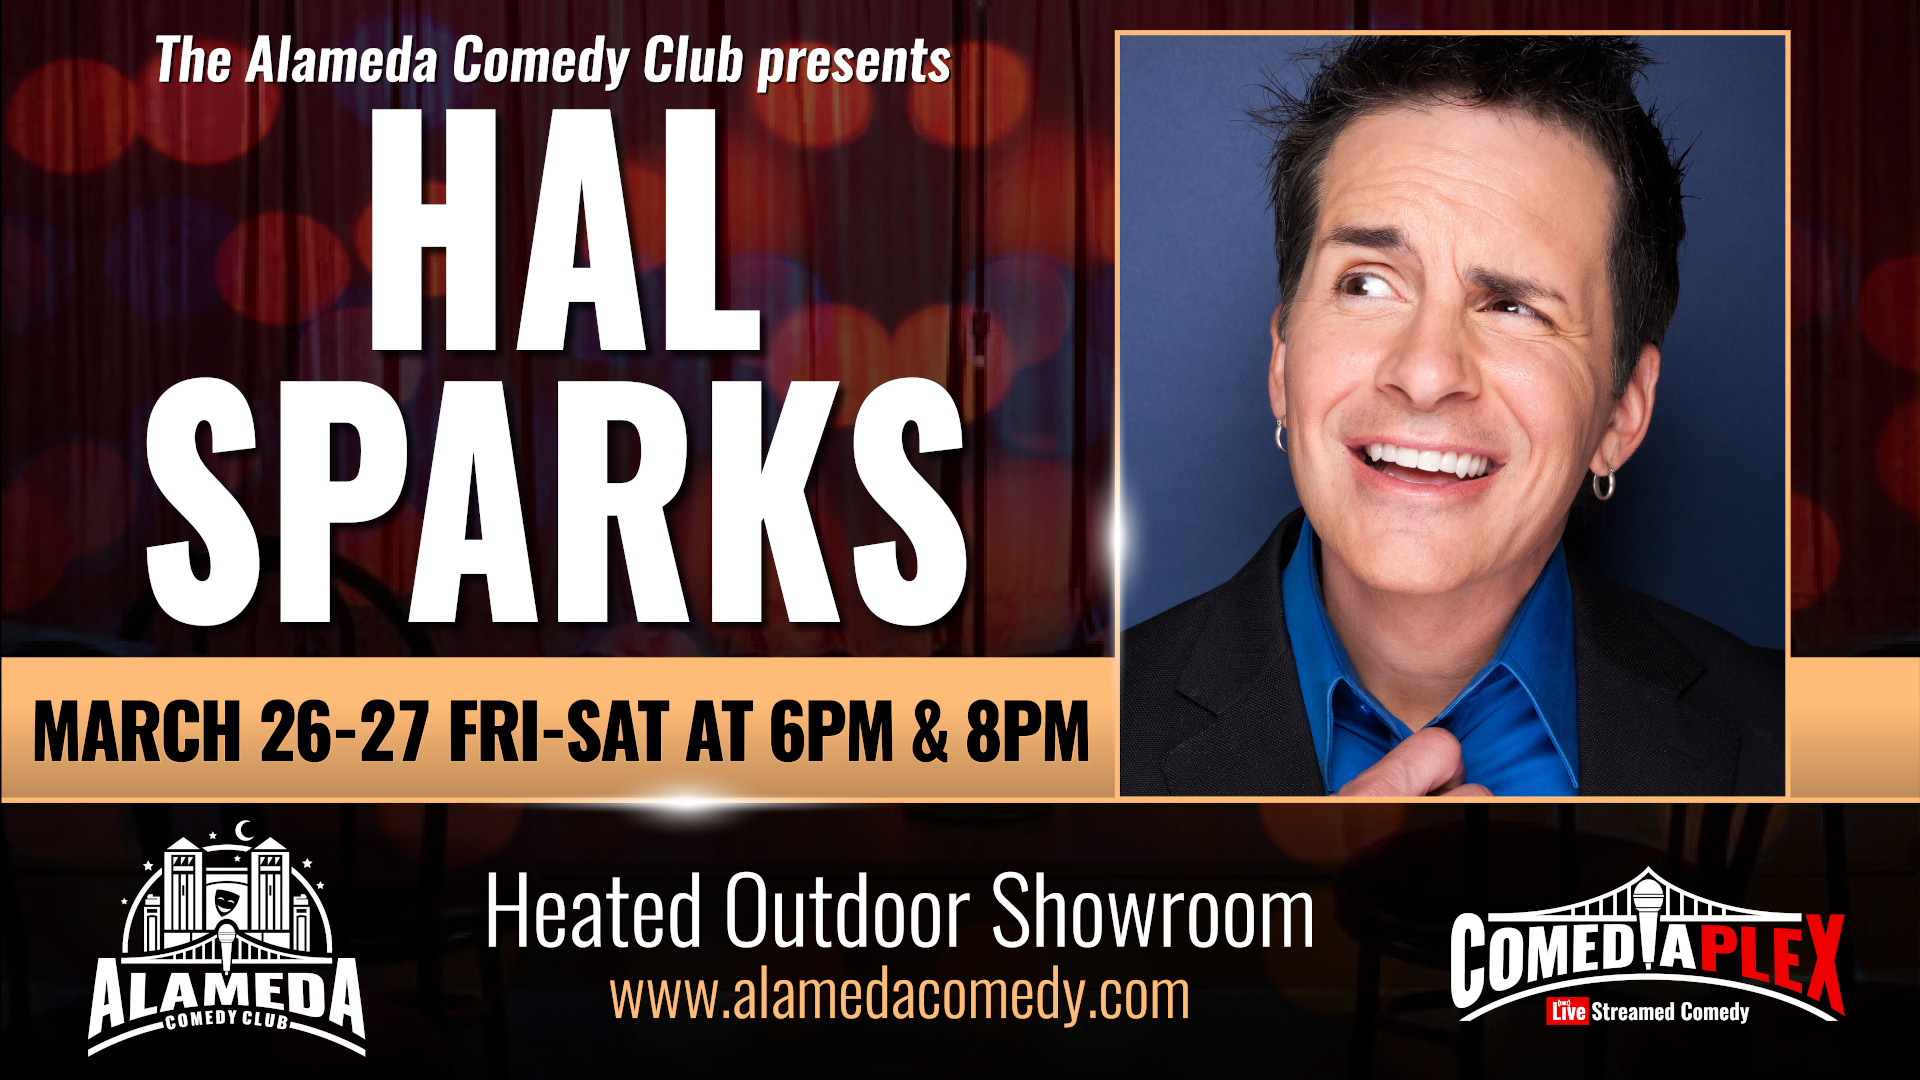 The Alameda Comedy Club presents
HAL
SPARKS
MARCH 26-27 FRI-SAT AT 6PM & 8PM
Heated Outdoor Showroom
www.alamedacomedy.com
ALAMEDA
COMEDY CLUB
COMEDIAPLEX
Live Streamed Comedy